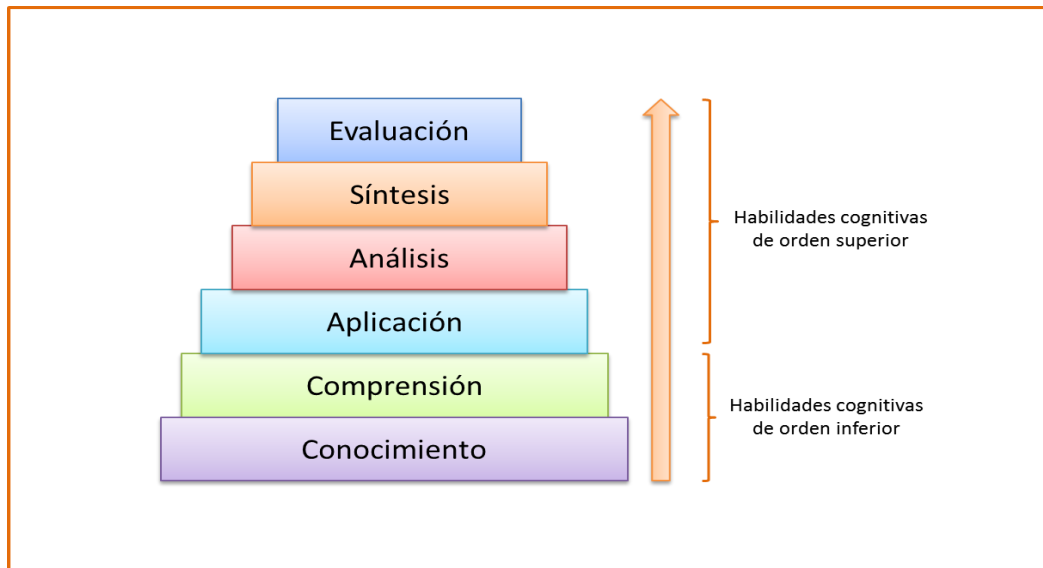 Evaluación
Síntesis
Análisis
Aplicación
Comprensión
Conocimiento
Habilidades cognitivas
de orden superior
Habilidades cognitivas
de orden inferior